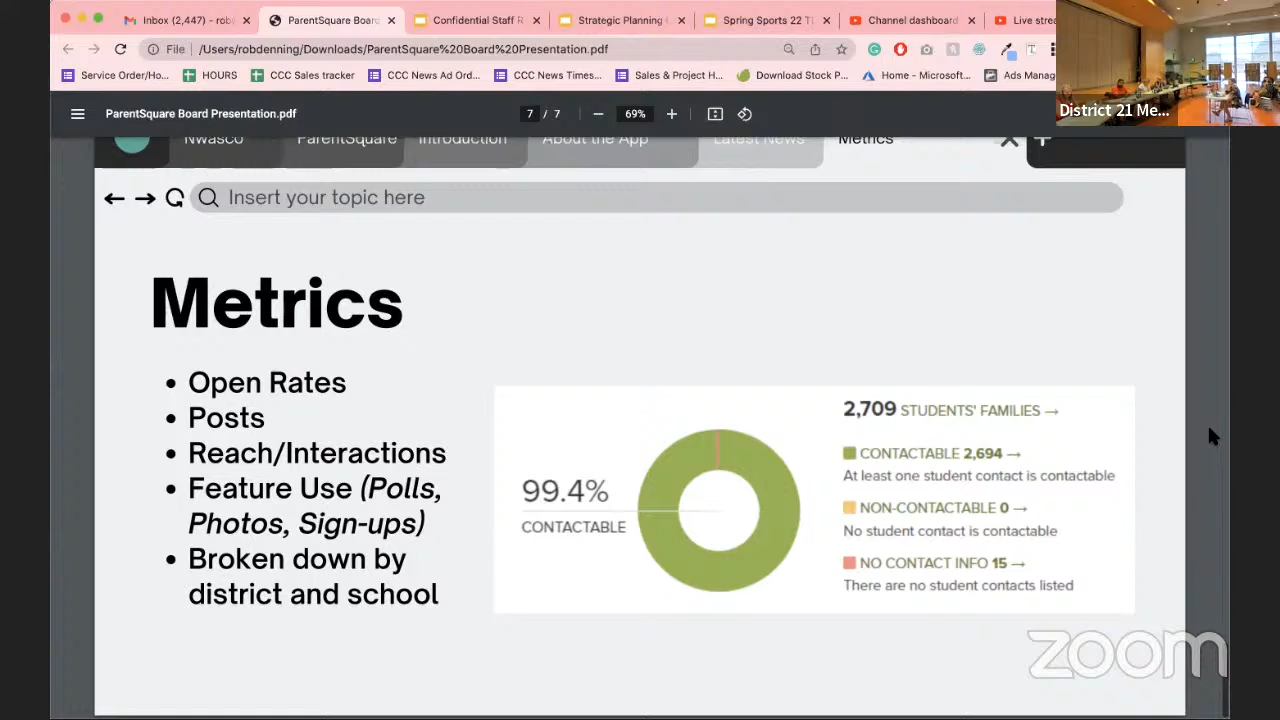 Inbox (2,447) - rob
ParentSquare Boar
Confidential Staff R
Strategic Planning
Spring Sports 22 T
Channel dashboard
Live strea
File
/Users/robdenning/Downloads/ParentSquare%20Board%20Presentation.pdf
Service Order/Ho...
HOURS
CCC Sales tracker
CCC News Ad Ord...
CCC News Times...
Sales & Project H...
Download Stock P...
Home - Microsoft...
Ads Manag
District 21 Me...
ParentSquare Board Presentation.pdf
7 / 7
69%
Nwasco
ParentSquare
Introduction
About the App
Latest News
Metrics
Insert your topic here
Metrics
• Open Rates
• Posts
• Reach/Interactions
• Feature Use (Polls,
Photos, Sign-ups)
• Broken down by
district and school
99.4%
CONTACTABLE
2,709 STUDENTS' FAMILIES →
CONTACTABLE 2,694 →
At least one student contact is contactable
NON-CONTACTABLE 0 →
No student contact is contactable
NO CONTACT INFO 15 →
There are no student contacts listed
zoom